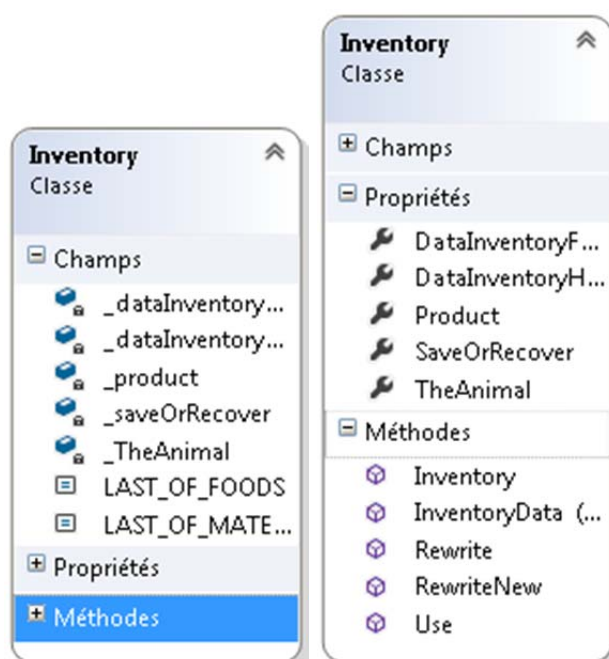 Inventory
Classe
Champs
_dataInventory...
_dataInventory...
_product
_saveOrRecover
_TheAnimal
LAST_OF_FOODS
LAST_OF_MATE...
Propriétés
Méthodes
Inventory
Classe
Champs
Propriétés
DataInventoryF...
DataInventoryH...
Product
SaveOrRecover
TheAnimal
Méthodes
Inventory
InventoryData (...
Rewrite
RewriteNew
Use